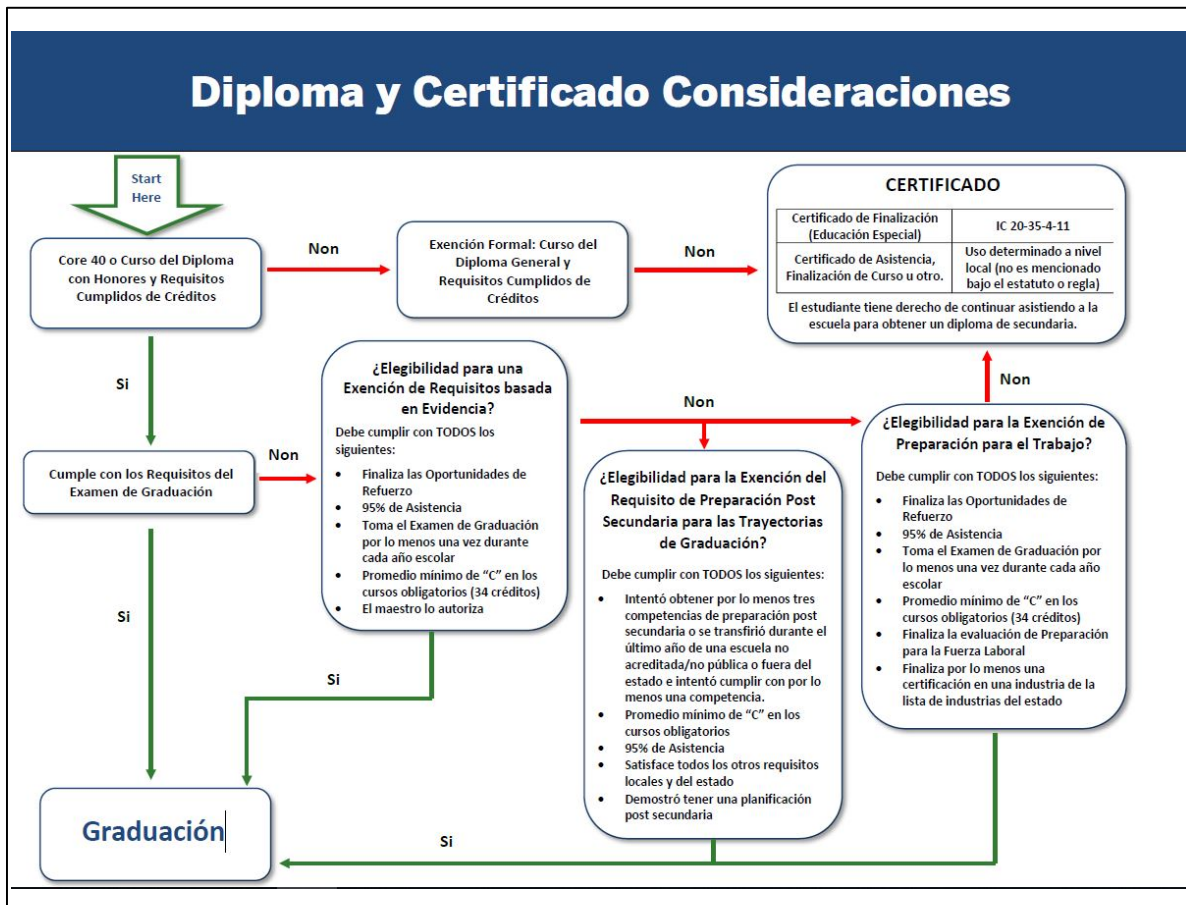 Diploma y Certificado Consideraciones
Start
Here
Core 40 o Curso del Diploma
con Honores y Requisitos
Cumplidos de Créditos
Non
Exención Formal: Curso del
Diploma General y
Requisitos Cumplidos de
Créditos
Non
CERTIFICADO
Certificado de Finalización
(Educación Especial)
IC 20-35-4-11
Certificado de Asistencia,
Finalización de Curso u otro.
Uso determinado a nivel
local (no es mencionado
bajo el estatuto o regla)
El estudiante tiene derecho de continuar asistiendo a la
escuela para obtener un diploma de secundaria.
Si
Cumple con los Requisitos del
Examen de Graduación
Non
¿Elegibilidad para una
Exención de Requisitos basada
en Evidencia?
Debe cumplir con TODOS los
siguientes:
• Finaliza las Oportunidades de
Refuerzo
• 95% de Asistencia
• Toma el Examen de Graduación
por lo menos una vez durante
cada año escolar
• Promedio mínimo de “C” en los
cursos obligatorios (34 créditos)
• El maestro lo autoriza
Non
¿Elegibilidad para la Exención del
Requisito de Preparación Post
Secundaria para las Trayectorias
de Graduación?
Debe cumplir con TODOS los siguientes:
• Intentó obtener por lo menos tres
competencias de preparación post
secundaria o se transfirió durante el
último año de una escuela no
acreditada/no pública o fuera del
estado e intentó cumplir con por lo
menos una competencia.
• Promedio mínimo de “C” en los
cursos obligatorios
• 95% de Asistencia
• Satisface todos los otros requisitos
locales y del estado
• Demostró tener una planificación
post secundaria
Non
¿Elegibilidad para la Exención de
Preparación para el Trabajo?
Debe cumplir con TODOS los siguientes:
• Finaliza las Oportunidades de
Refuerzo
• 95% de Asistencia
• Toma el Examen de Graduación por
lo menos una vez durante cada año
escolar
• Promedio mínimo de “C” en los
cursos obligatorios (34 créditos)
• Finaliza la evaluación de Preparación
para la Fuerza Laboral
• Finaliza por lo menos una
certificación en una industria de la
lista de industrias del estado
Si
Si
Si
Graduación